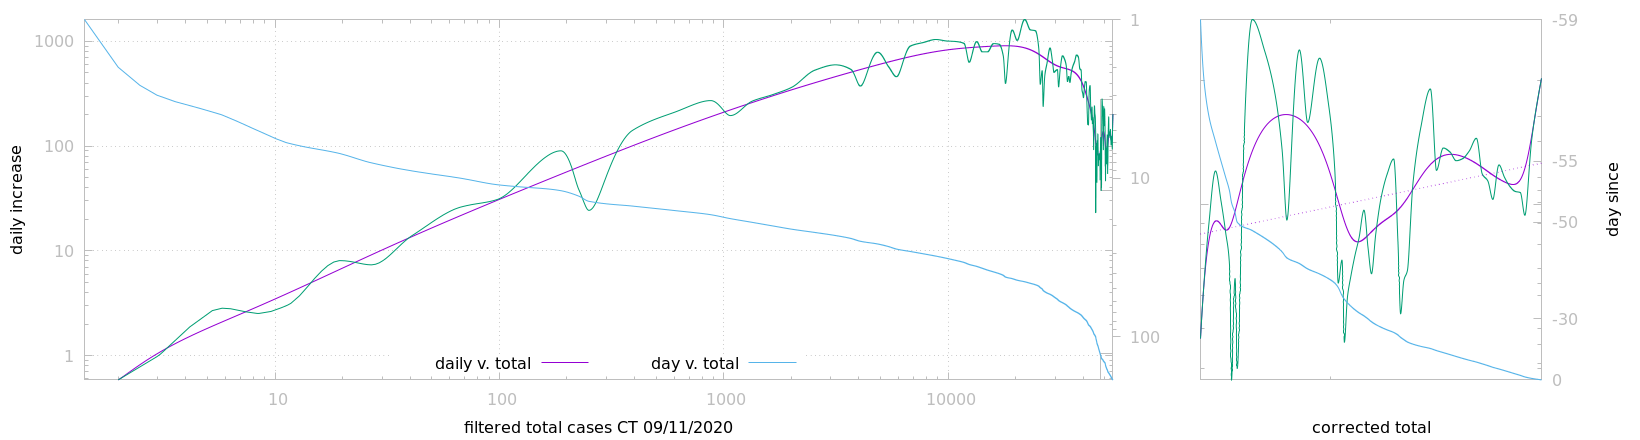 1000
100
10
1
daily increase
10
100
1000
10000
filtered total cases CT 09/11/2020
daily v. total
day v. total
1
10
100
corrected total
-59
-55
-50
-30
0
day since